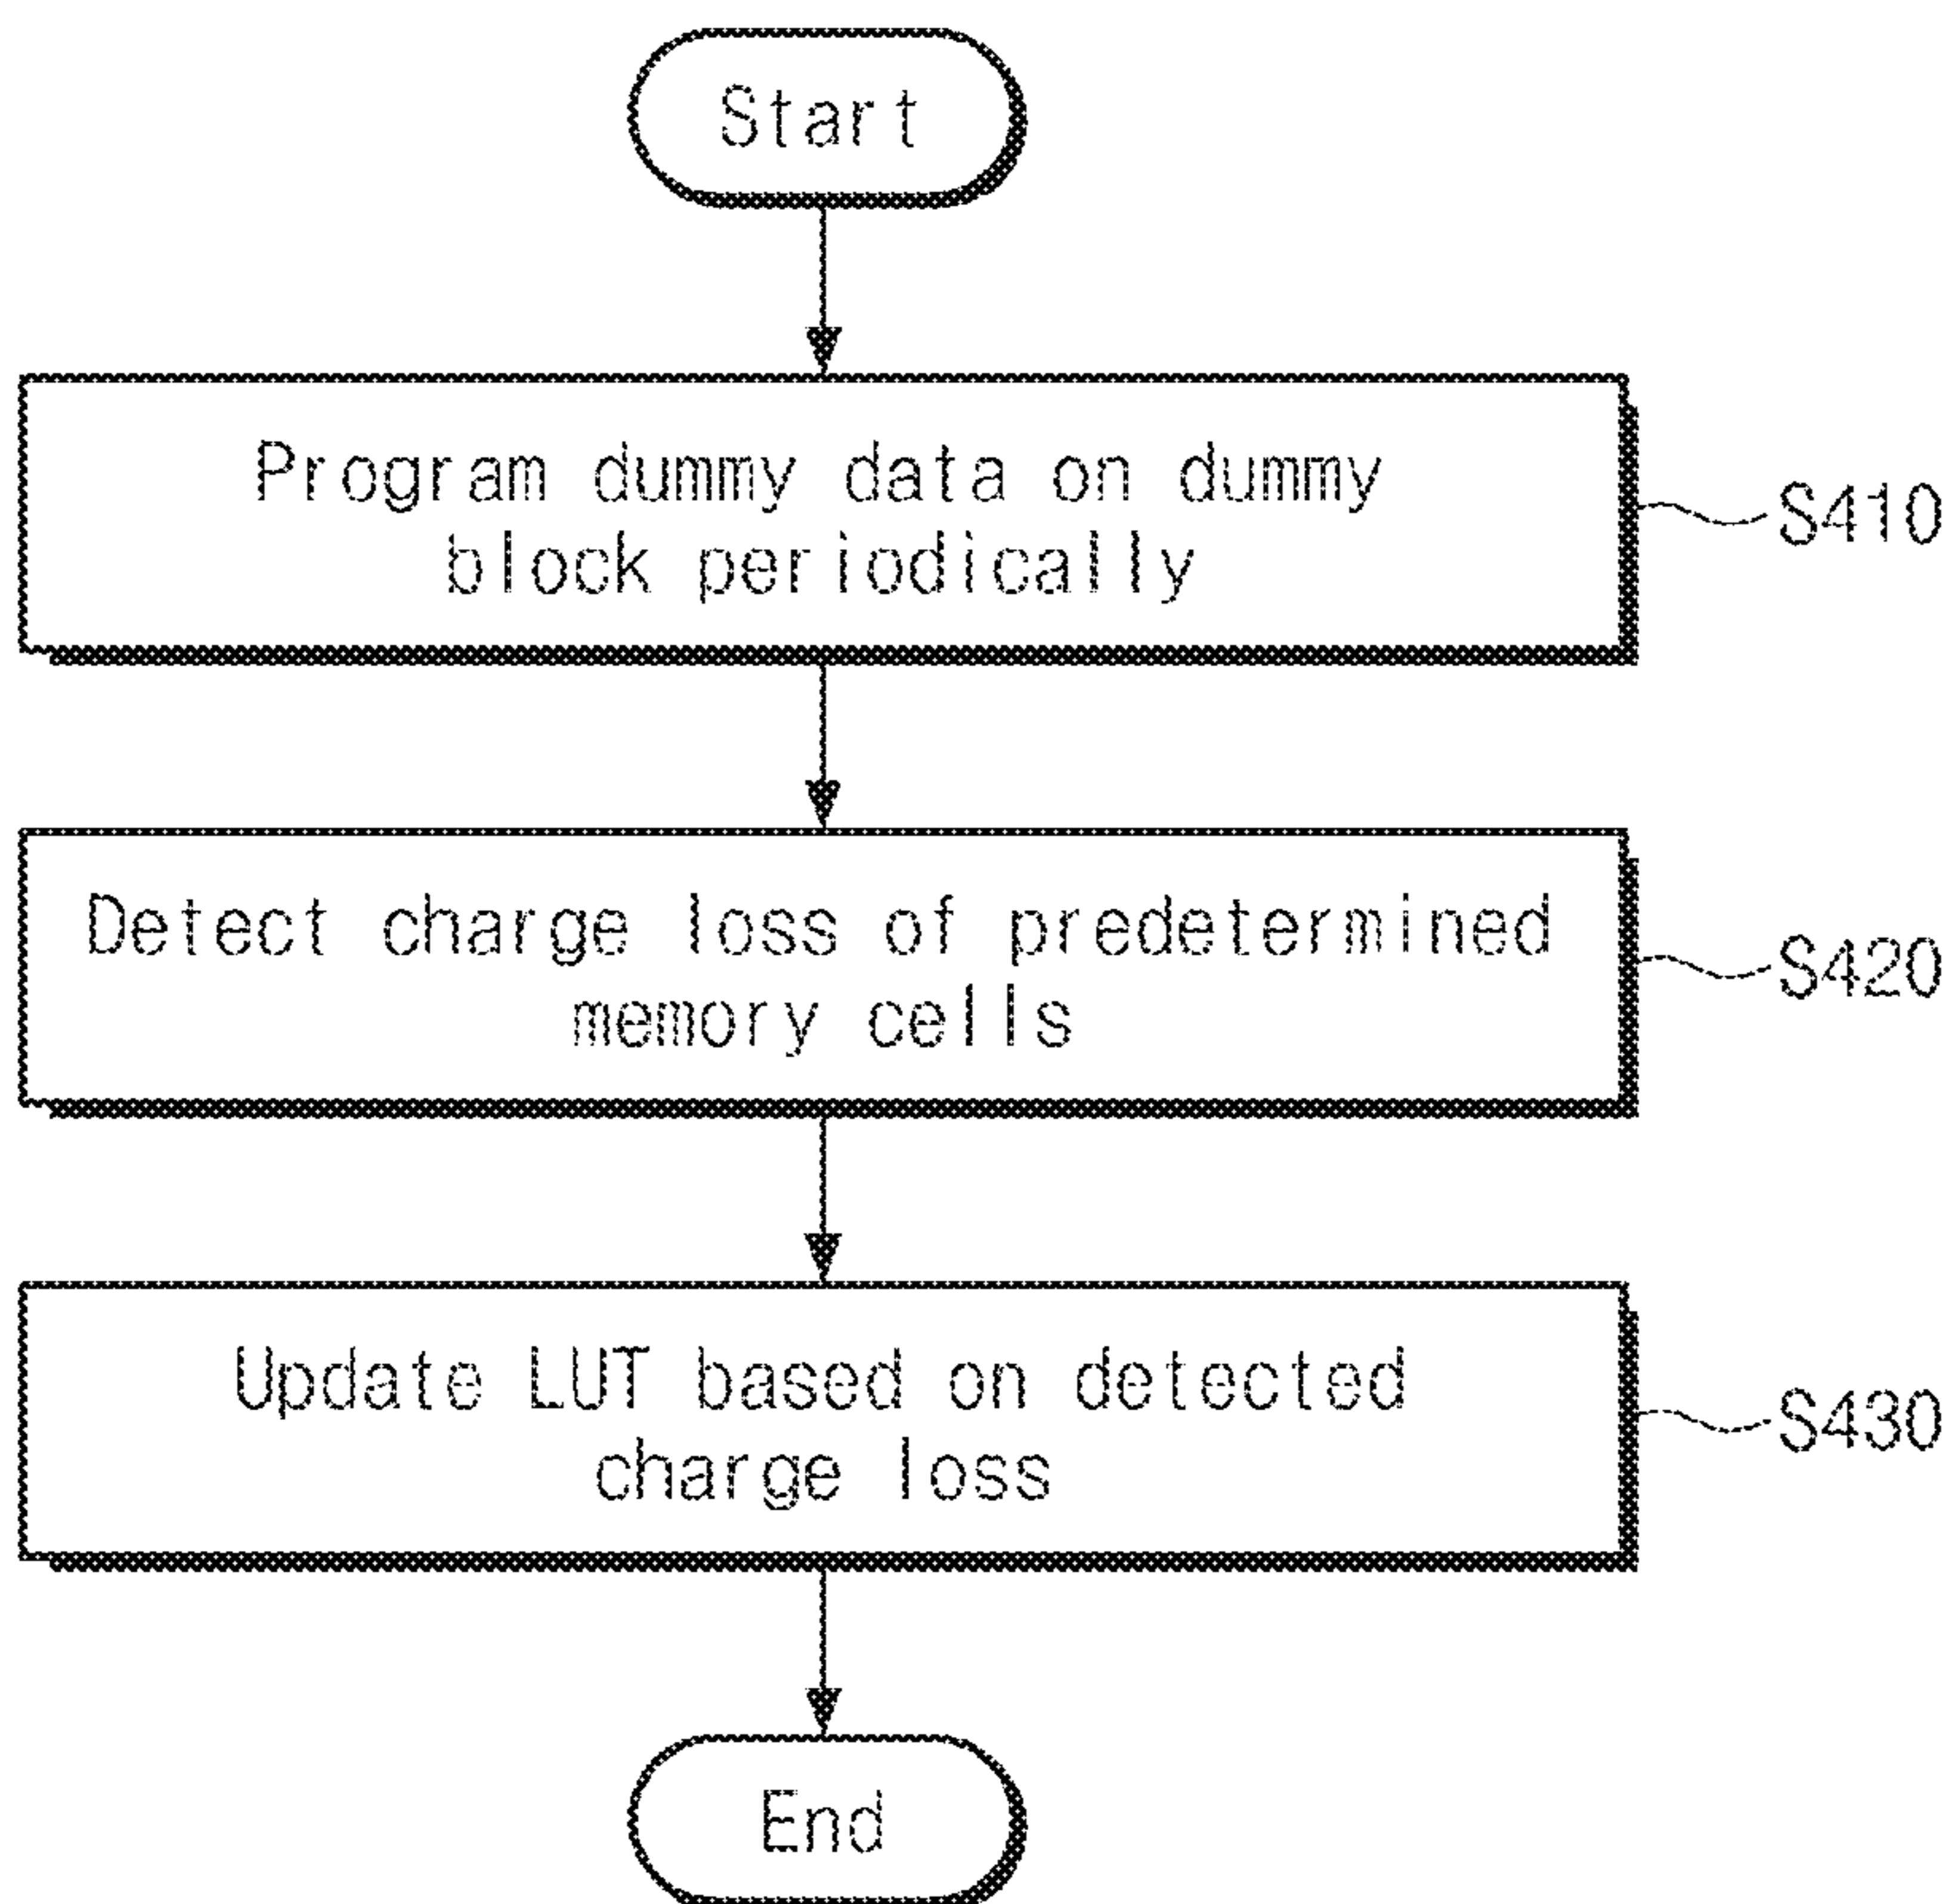 Start
Program dummy data on dummy
block periodically
S410
Detect charge loss of predetermined
memory cells
S420
Update LUT based on detected
charge loss
S430
End